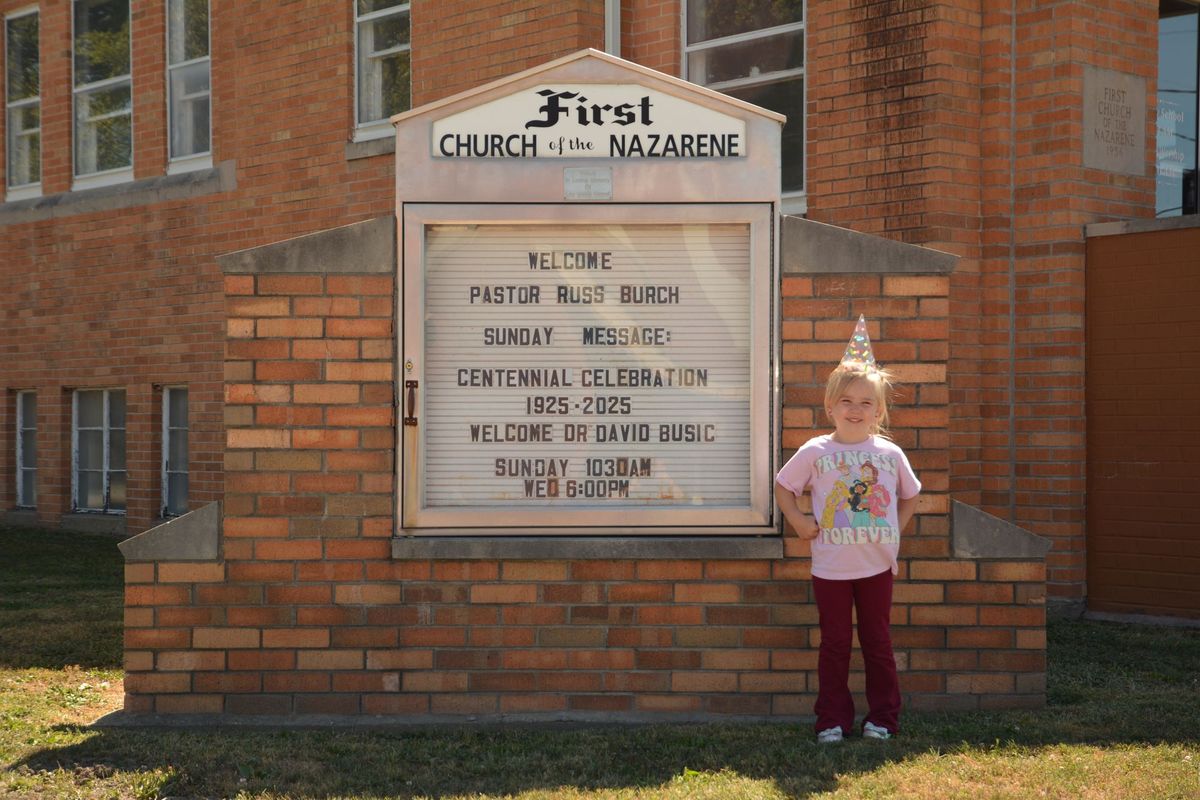 First
CHURCH of the NAZARENE
WELCOME
PASTOR RUSS BURCH
SUNDAY MESSAGE:
CENTENNIAL CELEBRATION
1925-2025
WELCOME DR DAVID BUSIC
SUNDAY 1030AM
WED 6:00PM
PRINCESS
FOREVER
FIRST
CHURCH
OF THE
NAZARENE
School